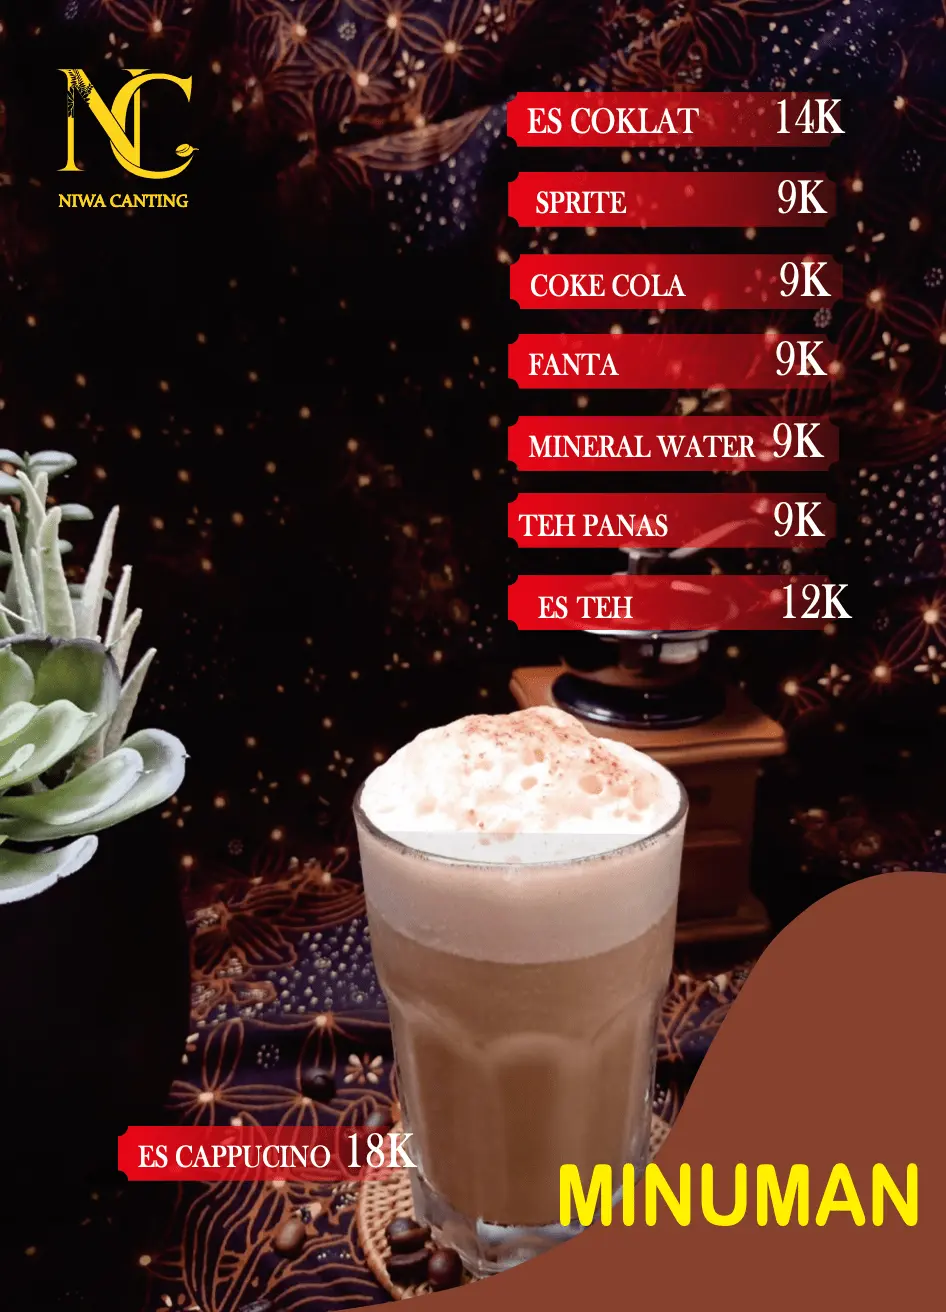 NC
NIWA CANTING
ES COKLAT 14K
SPRITE 9K
COKE COLA 9K
FANTA 9K
MINERAL WATER 9K
TEH PANAS 9K
ES TEH 12K
ES CAPPUCINO 18K
MINUMAN